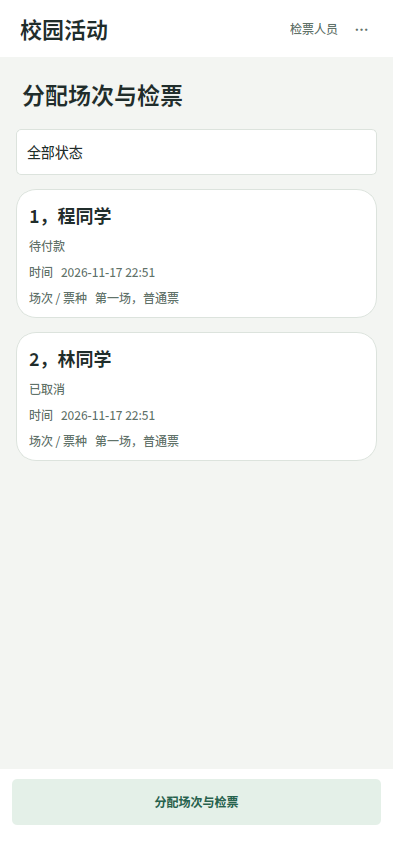 校园活动
检票人员 ···
分配场次与检票
全部状态
1，程同学
待付款
时间 2026-11-17 22:51
场次 / 票种 第一场，普通票
2，林同学
已取消
时间 2026-11-17 22:51
场次 / 票种 第一场，普通票
分配场次与检票